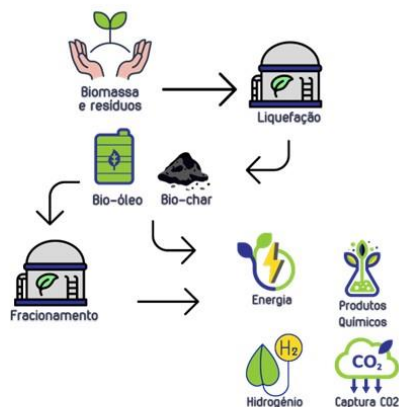 Biomassa
e resíduos
Liquefação
Bio-óleo
Bio-char
Fracionamento
Energia
Produtos
Químicos
H₂
Hidrogénio
CO₂
Captura CO2